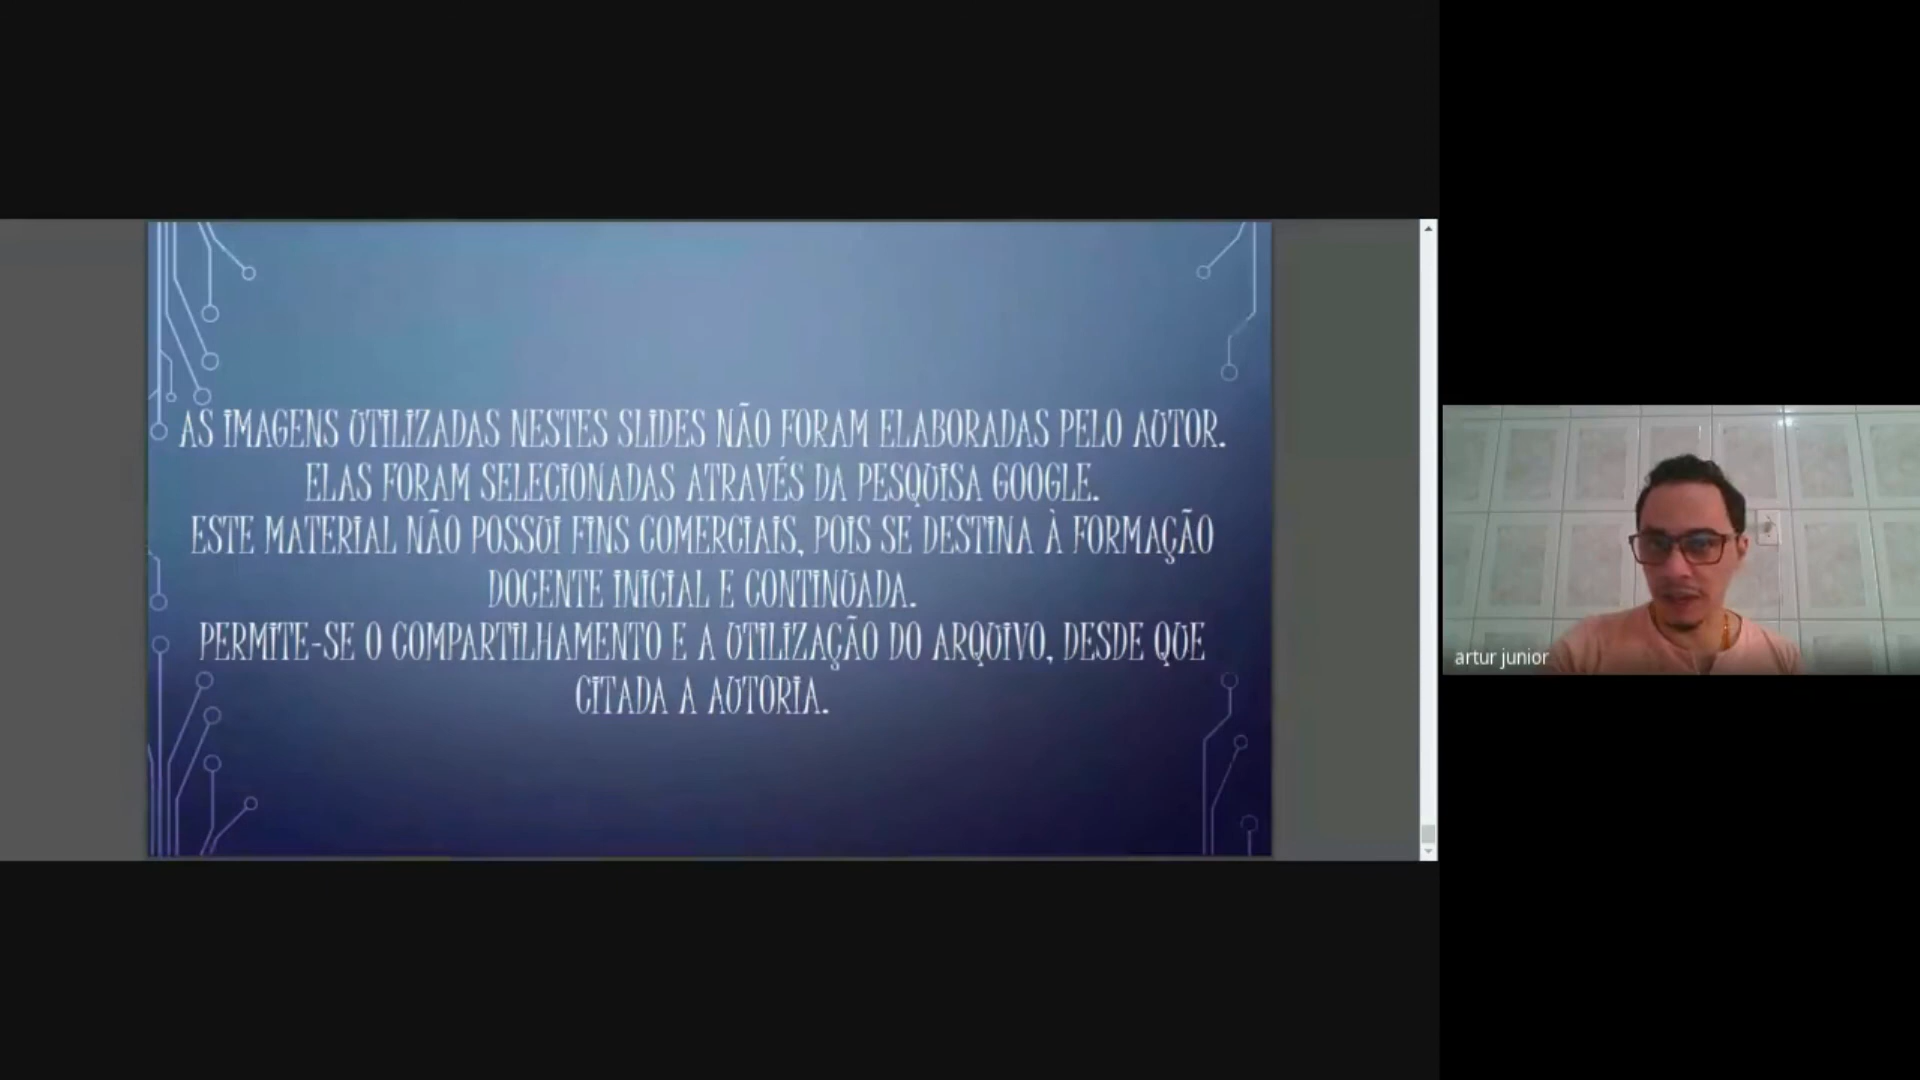 AS IMAGENS UTILIZADAS NESTES SLIDES NÃO FORAM ELABORADAS PELO AUTOR.
ELAS FORAM SELECIONADAS ATRAVÉS DA PESQUISA GOOGLE.
ESTE MATERIAL NÃO POSSUI FINS COMERCIAIS, POIS SE DESTINA À FORMAÇÃO
DOCENTE INICIAL E CONTINUADA.
PERMITE-SE O COMPARTILHAMENTO E A UTILIZAÇÃO DO ARQUIVO, DESDE QUE
CITADA A AUTORIA.
artur junior